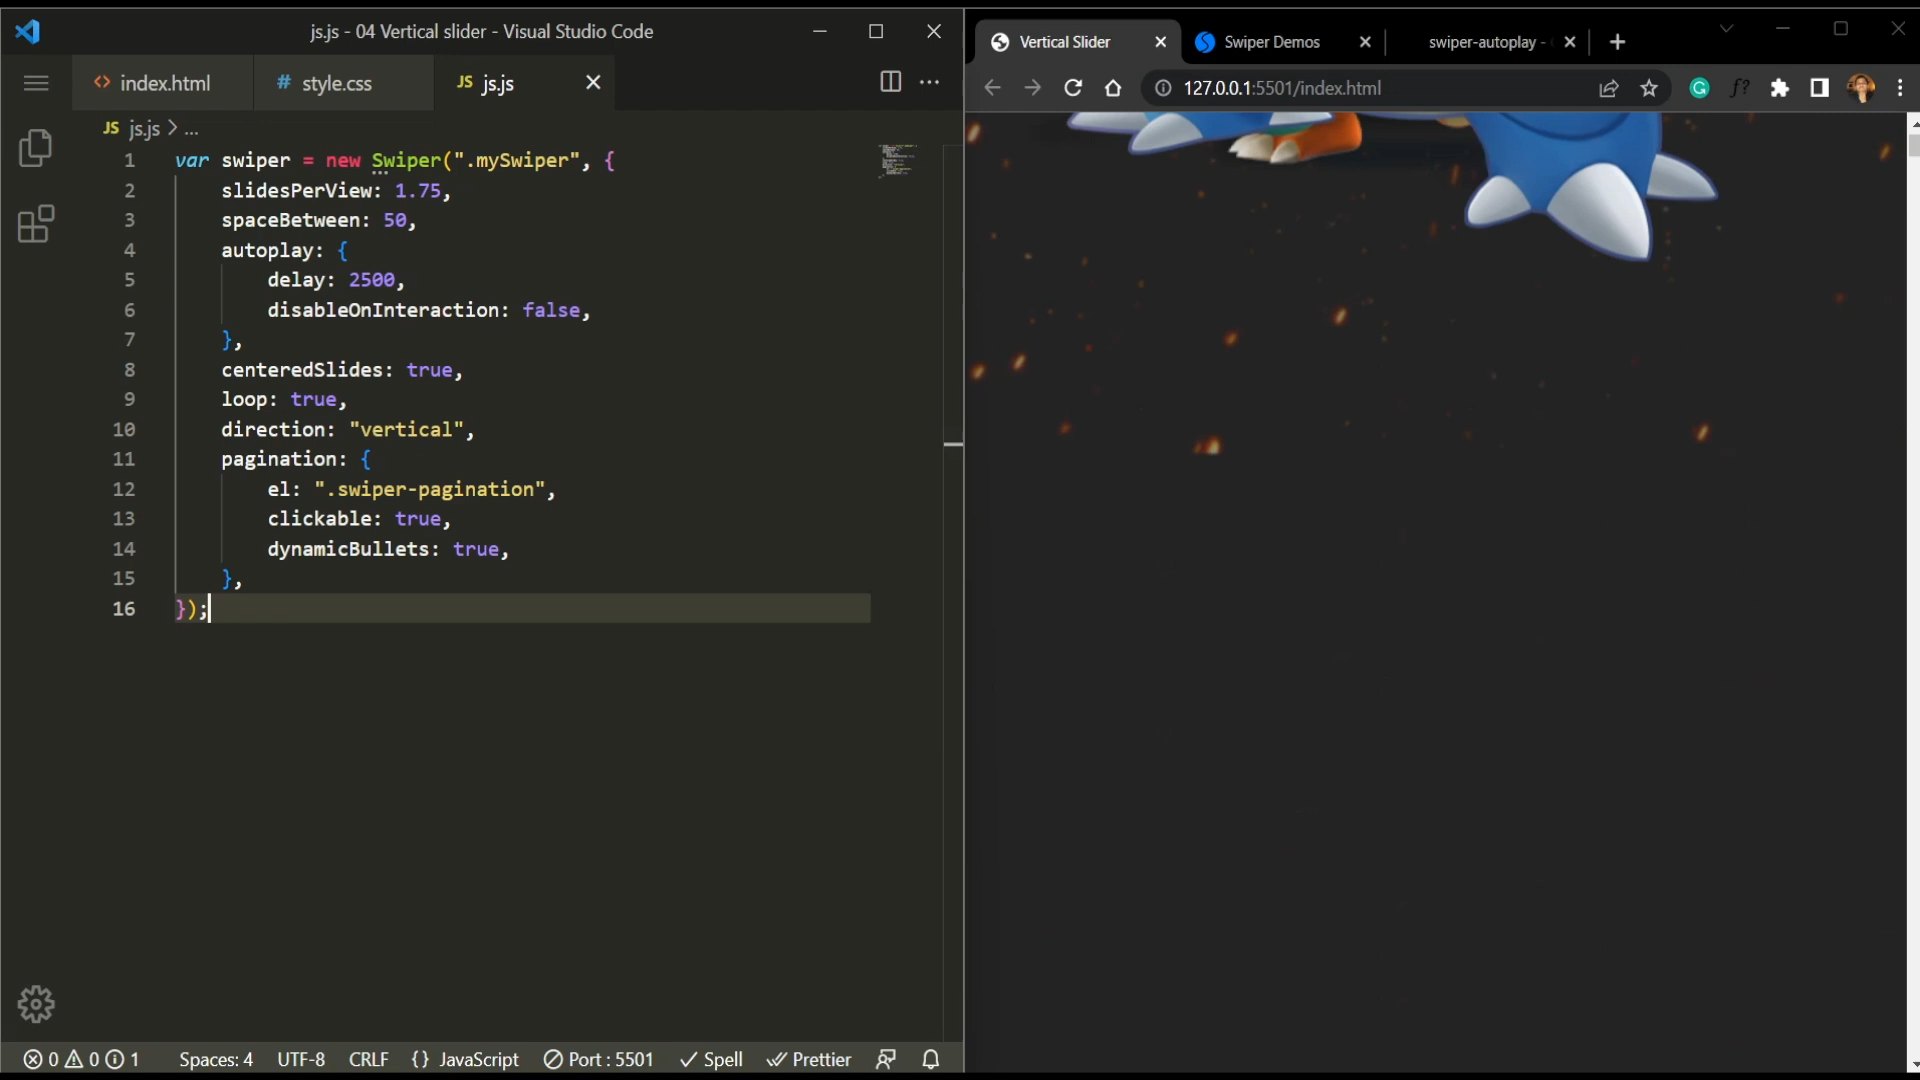 js.js - 04 Vertical slider - Visual Studio Code
index.html
style.css
JS js.js
JS js.js > ...
1 var swiper = new Swiper(".mySwiper", {
2 slidesPerView: 1.75,
3 spaceBetween: 50,
4 autoplay: {
5 delay: 2500,
6 disableOnInteraction: false,
7 },
8 centeredSlides: true,
9 loop: true,
10 direction: "vertical",
11 pagination: {
12 el: ".swiper-pagination",
13 clickable: true,
14 dynamicBullets: true,
15 },
16 });
0 0 1 Spaces: 4 UTF-8 CRLF {} JavaScript Port : 5501 Spell Prettier
Vertical Slider
Swiper Demos
swiper-autoplay -
127.0.0.1:5501/index.html
f?